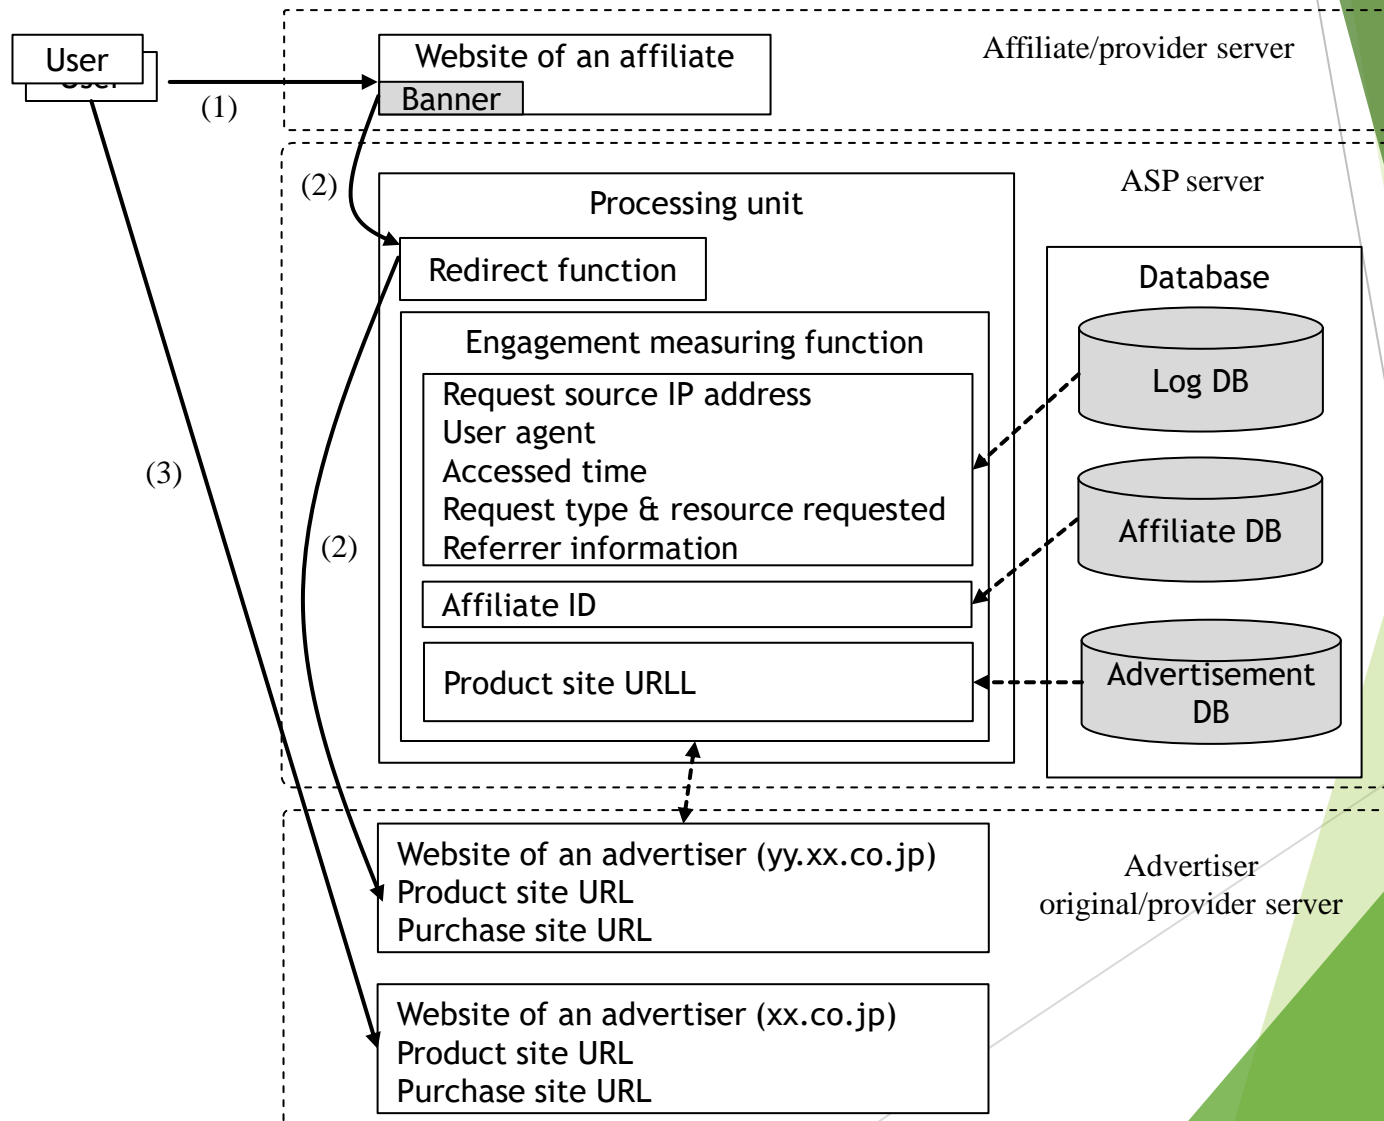 User
User
(1)
Website of an affiliate
Banner
Affiliate/provider server
(2)
ASP server
Processing unit
Redirect function
Engagement measuring function
Request source IP address
User agent
Accessed time
Request type & resource requested
Referrer information
Affiliate ID
Product site URLL
Database
Log DB
Affiliate DB
Advertisement
DB
(3)
(2)
Website of an advertiser (yy.xx.co.jp)
Product site URL
Purchase site URL
Advertiser
original/provider server
Website of an advertiser (xx.co.jp)
Product site URL
Purchase site URL